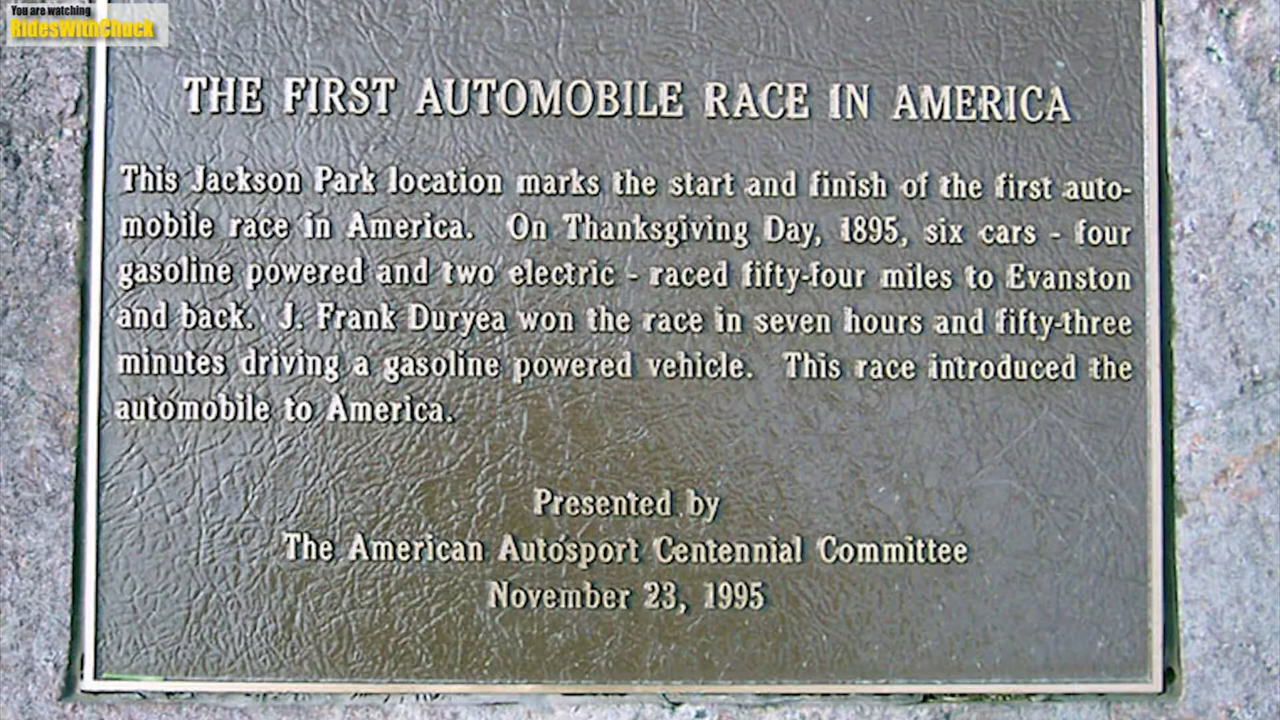 You are watching
RidesWithChuck
THE FIRST AUTOMOBILE RACE IN AMERICA
This Jackson Park location marks the start and finish of the first auto-
mobile race in America. On Thanksgiving Day, 1895, six cars - four
gasoline powered and two electric - raced fifty-four miles to Evanston
and back. J. Frank Duryea won the race in seven hours and fifty-three
minutes driving a gasoline powered vehicle. This race introduced the
automobile to America.
Presented by
The American Autosport Centennial Committee
November 23, 1995